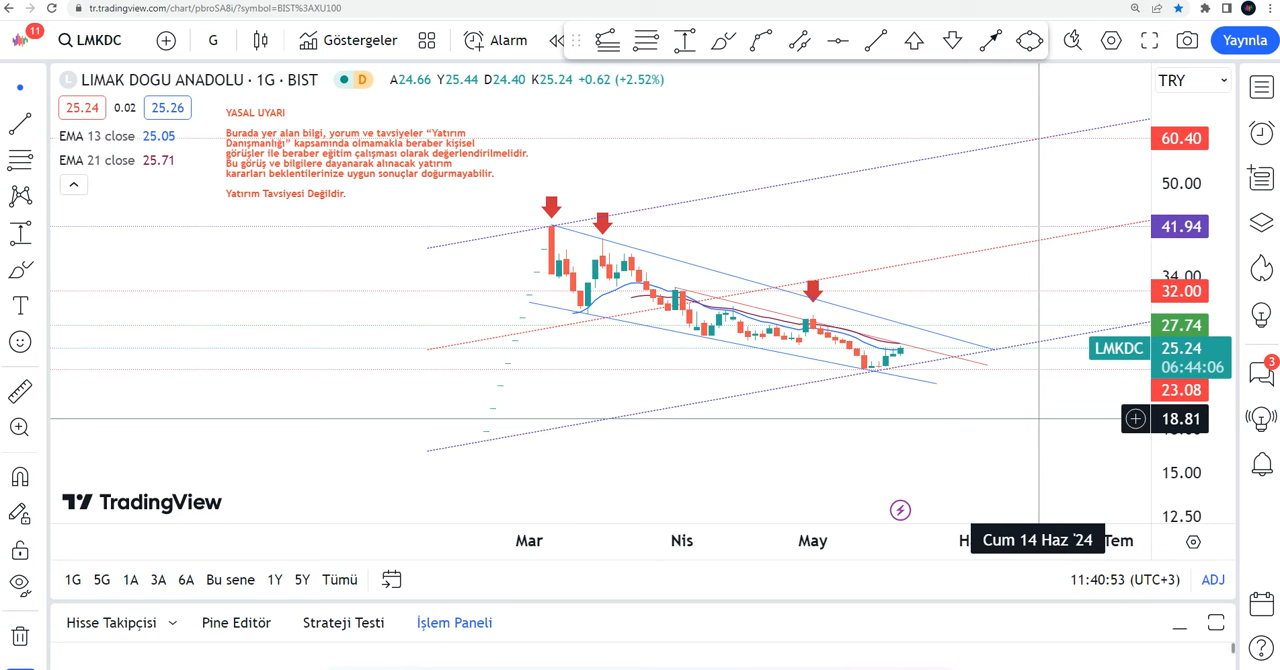 tr.tradingview.com/chart/pbroSA8i/?symbol=BIST%3AXU100
11
LMKDC
G
Göstergeler
Alarm
Yayınla
L LIMAK DOGU ANADOLU · 1G · BIST
D
A24.66 Y25.44 D24.40 K25.24 +0.62 (+2.52%)
TRY
25.24 0.02 25.26
EMA 13 close 25.05
EMA 21 close 25.71
YASAL UYARI
Burada yer alan bilgi, yorum ve tavsiyeler “Yatırım
Danışmanlığı” kapsamında olmamakla beraber kişisel
görüşler ile beraber eğitim çalışması olarak değerlendirilmelidir.
Bu görüş ve bilgilere dayanarak alınacak yatırım
kararları beklentilerinize uygun sonuçlar doğurmayabilir.
Yatırım Tavsiyesi Değildir.
60.40
50.00
41.94
34.00
32.00
27.74
LMKDC 25.24
06:44:06
23.08
18.81
15.00
12.50
3
TradingView
Mar Nis May H Cum 14 Haz '24 Tem
1G 5G 1A 3A 6A Bu sene 1Y 5Y Tümü
11:40:53 (UTC+3) ADJ
Hisse Takipçisi Pine Editör Strateji Testi İşlem Paneli